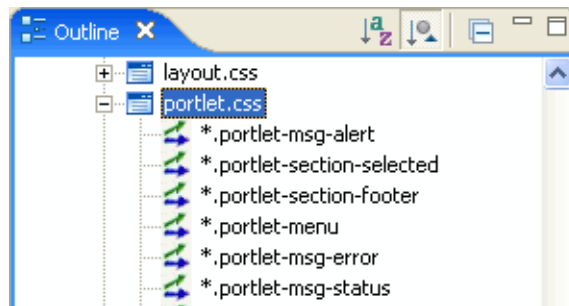 Outline
layout.css
portlet.css
*.portlet-msg-alert
*.portlet-section-selected
*.portlet-section-footer
*.portlet-menu
*.portlet-msg-error
*.portlet-msg-status